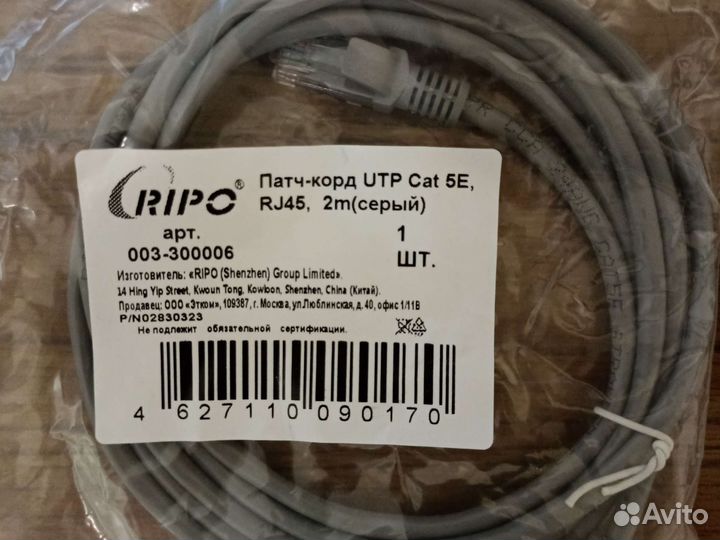 RIPO®
Патч-корд UTP Cat 5E,
RJ45, 2m(серый)
арт.
003-300006
1
ШТ.
Изготовитель: «RIPO (Shenzhen) Group Limited».
14 Hing Yip Street, Kwoun Tong, Kowloon, Shenzhen, China (Китай).
Продавец: ООО «Этком», 109387, г. Москва, ул.Люблинская, д. 40, офис 1/11В
P/N02830323
Не подлежит обязательной сертификации.
4 627110 090170
CCA
Avito